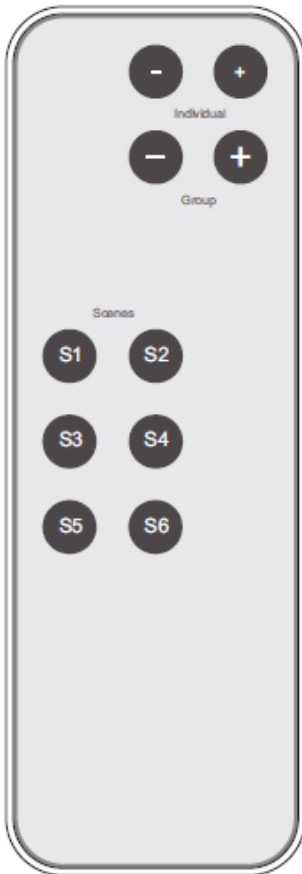 - +
Individual
− +
Group
Scenes
S1 S2
S3 S4
S5 S6